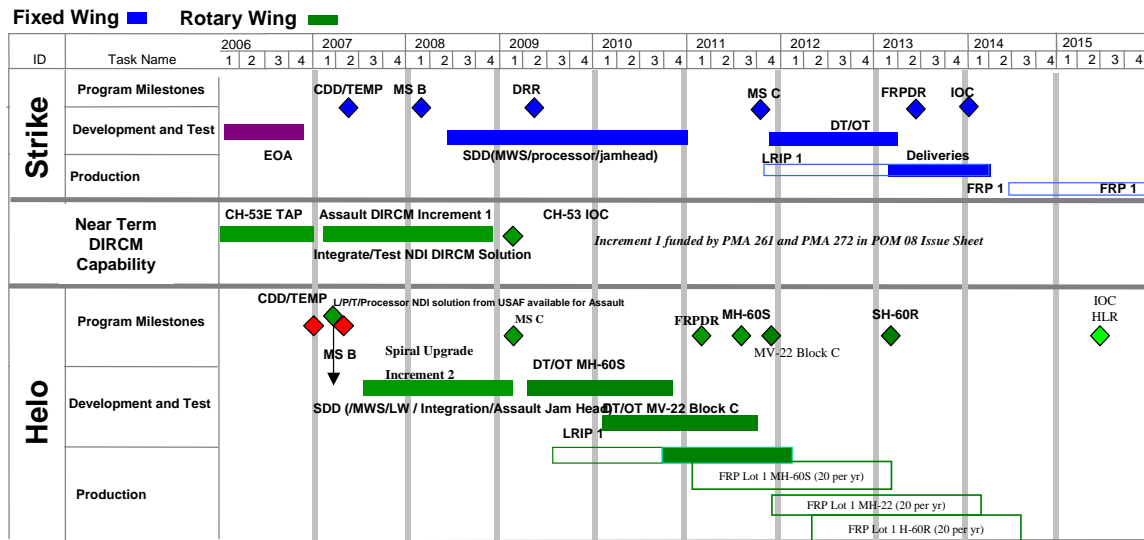 Fixed Wing Rotary Wing
2006 2007 2008 2009 2010 2011 2012 2013 2014 2015
ID Task Name 1 2 3 4 1 2 3 4 1 2 3 4 1 2 3 4 1 2 3 4 1 2 3 4 1 2 3 4 1 2 3 4 1 2 3 4 1 2 3 4
Strike
Program Milestones
CDD/TEMP MS B DRR MS C FRPDR IOC
Development and Test
EOA
SDD(MWS/processor/jamhead)
DT/OT
Production
LRIP 1
Deliveries
FRP 1 FRP 1
Near Term
DIRCM
Capability
CH-53E TAP Assault DIRCM Increment 1 CH-53 IOC
Integrate/Test NDI DIRCM Solution
Increment 1 funded by PMA 261 and PMA 272 in POM 08 Issue Sheet
Helo
Program Milestones
CDD/TEMP
L/P/T/Processor NDI solution from USAF available for Assault
MS B
MS C
FRPDR
MH-60S
MV-22 Block C
SH-60R
IOC
HLR
Development and Test
Spiral Upgrade
Increment 2
DT/OT MH-60S
SDD (/MWS/LW / Integration/Assault Jam Head)
DT/OT MV-22 Block C
Production
LRIP 1
FRP Lot 1 MH-60S (20 per yr)
FRP Lot 1 MH-22 (20 per yr)
FRP Lot 1 H-60R (20 per yr)